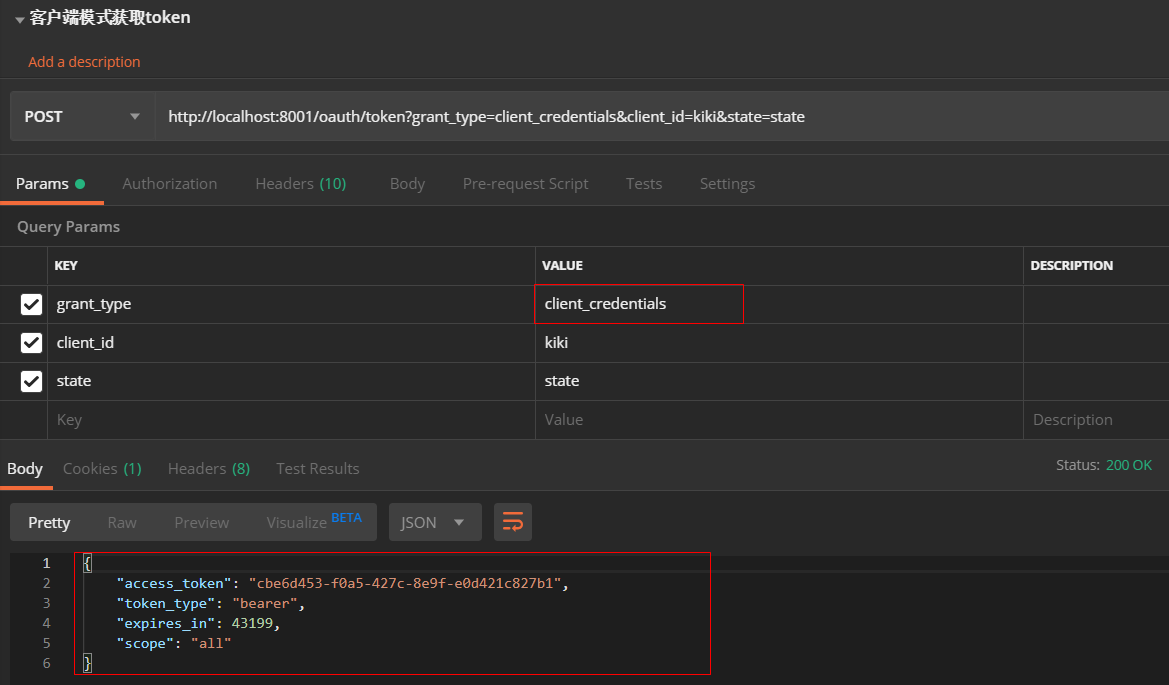 客户端模式获取token
Add a description
POST http://localhost:8001/oauth/token?grant_type=client_credentials&client_id=kiki&state=state
Params Authorization Headers (10) Body Pre-request Script Tests Settings
Query Params
KEY VALUE DESCRIPTION
grant_type client_credentials
client_id kiki
state state
Key Value Description
Body Cookies (1) Headers (8) Test Results Status: 200 OK
Pretty Raw Preview Visualize BETA JSON
1 {
2 "access_token": "cbe6d453-f0a5-427c-8e9f-e0d421c827b1",
3 "token_type": "bearer",
4 "expires_in": 43199,
5 "scope": "all"
6 }